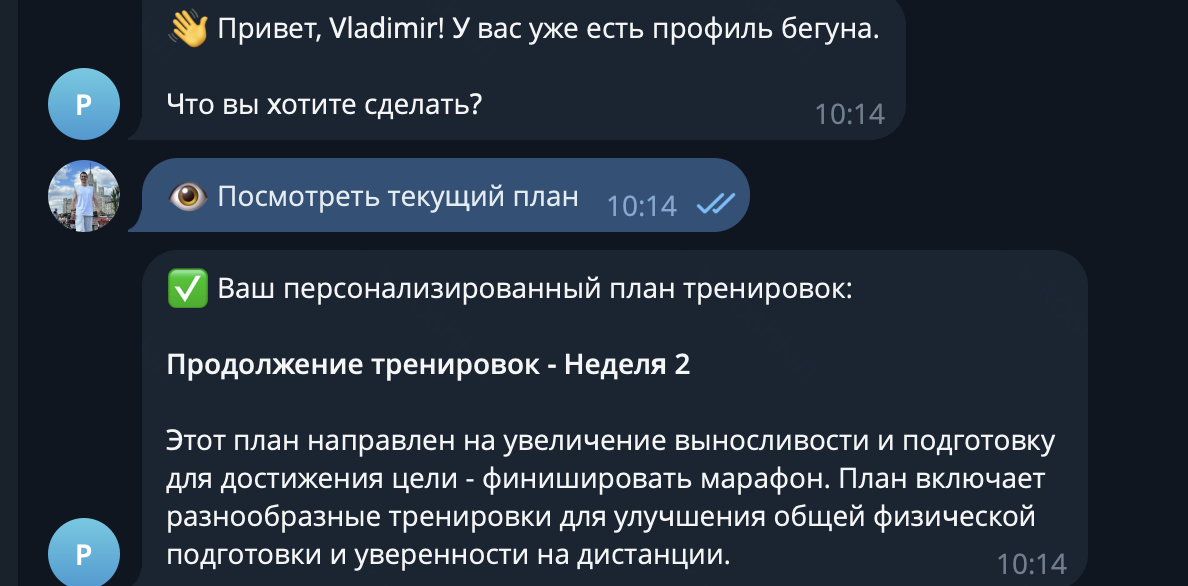 👋 Привет, Vladimir! У вас уже есть профиль бегуна.
Что вы хотите сделать?
10:14
P
👁 Посмотреть текущий план
10:14
✅ Ваш персонализированный план тренировок:
Продолжение тренировок - Неделя 2
Этот план направлен на увеличение выносливости и подготовку
для достижения цели - финишировать марафон. План включает
разнообразные тренировки для улучшения общей физической
подготовки и уверенности на дистанции.
10:14
P